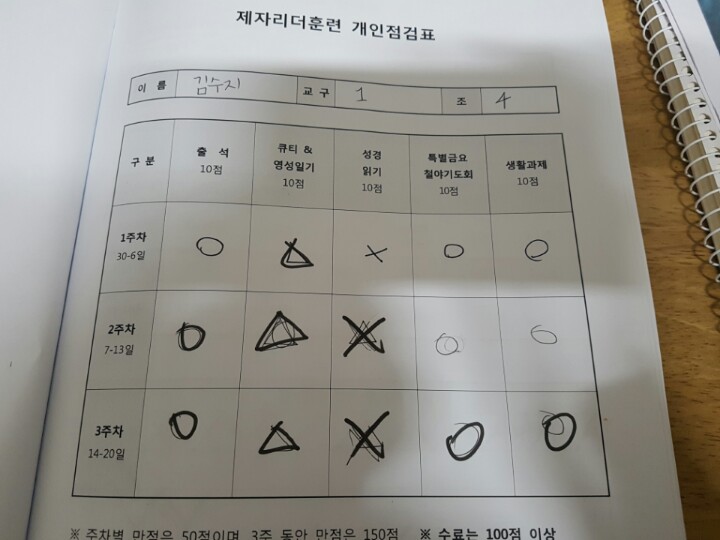 제자리더훈련 개인점검표
이 름 김수지 교 구 1 조 4
구 분 출 석 10점 큐티 & 영성일기 10점 성경 읽기 10점 특별금요 철야기도회 10점 생활과제 10점
1주차 30-6일 ○ △ × ○ ○
2주차 7-13일 ○ △ × ○ ○
3주차 14-20일 ○ △ × ○ ○
※ 주차별 만점은 50점이며, 3주 동안 만점은 150점 ※ 수료는 100점 이상